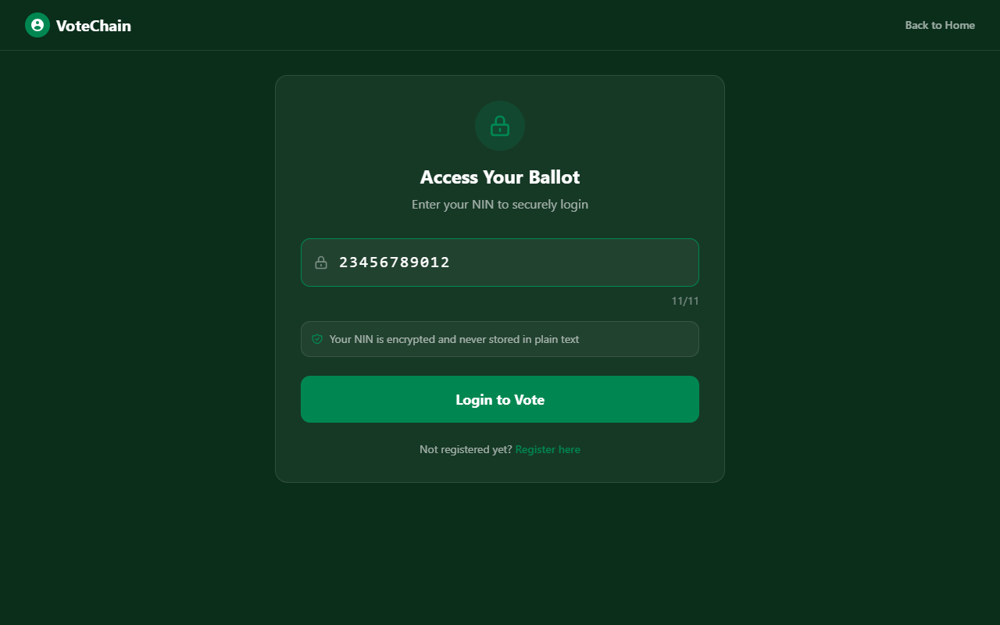 VoteChain
Back to Home
Access Your Ballot
Enter your NIN to securely login
23456789012
11/11
Your NIN is encrypted and never stored in plain text
Login to Vote
Not registered yet? Register here